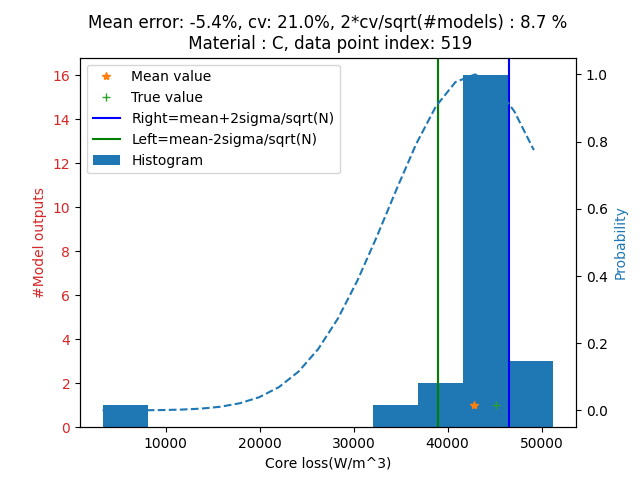 Mean error: -5.4%, cv: 21.0%, 2*cv/sqrt(#models) : 8.7 %
Material : C, data point index: 519
Mean value
True value
Right=mean+2sigma/sqrt(N)
Left=mean-2sigma/sqrt(N)
Histogram
16
14
12
10
8
6
4
2
0
#Model outputs
1.0
0.8
0.6
0.4
0.2
0.0
Probability
10000 20000 30000 40000 50000
Core loss(W/m^3)